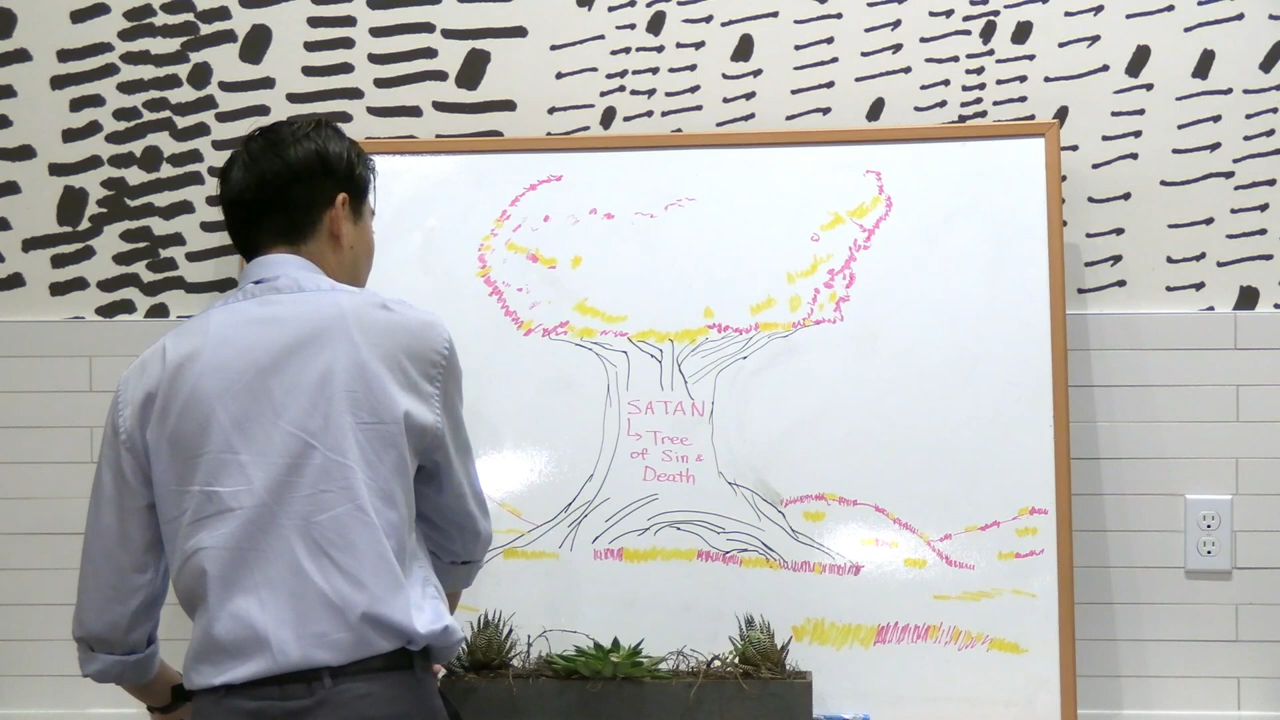 SATAN
↳ Tree
of Sin &
Death